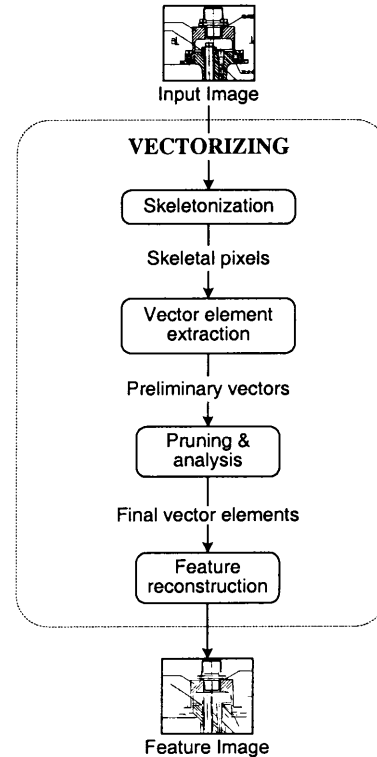 Input Image
VECTORIZING
Skeletonization
Skeletal pixels
Vector element
extraction
Preliminary vectors
Pruning &
analysis
Final vector elements
Feature
reconstruction
Feature Image